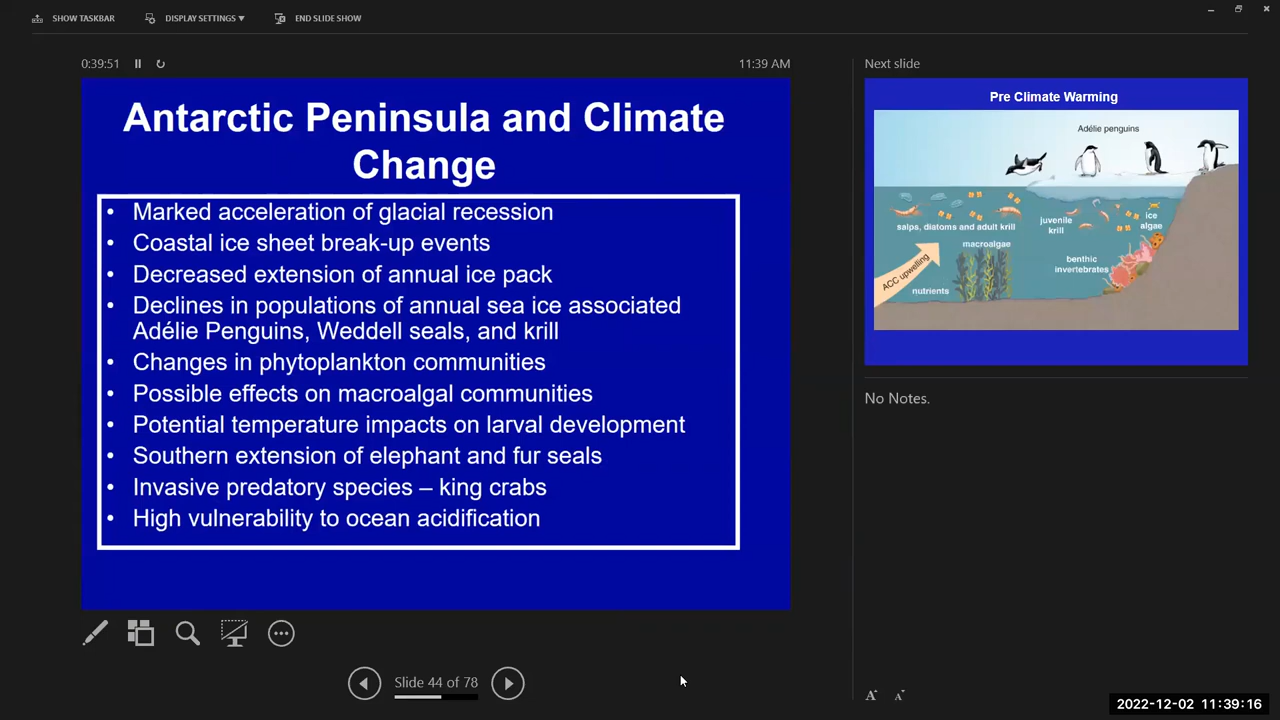 SHOW TASKBAR
DISPLAY SETTINGS ▼
END SLIDE SHOW
0:39:51
11:39 AM
Antarctic Peninsula and Climate
Change
• Marked acceleration of glacial recession
• Coastal ice sheet break-up events
• Decreased extension of annual ice pack
• Declines in populations of annual sea ice associated
Adélie Penguins, Weddell seals, and krill
• Changes in phytoplankton communities
• Possible effects on macroalgal communities
• Potential temperature impacts on larval development
• Southern extension of elephant and fur seals
• Invasive predatory species – king crabs
• High vulnerability to ocean acidification
Slide 44 of 78
Next slide
Pre Climate Warming
Adélie penguins
salps, diatoms and adult krill
juvenile
krill
ice
algae
macroalgae
benthic
invertebrates
ACC upwelling
nutrients
No Notes.
A
A
2022-12-02 11:39:16